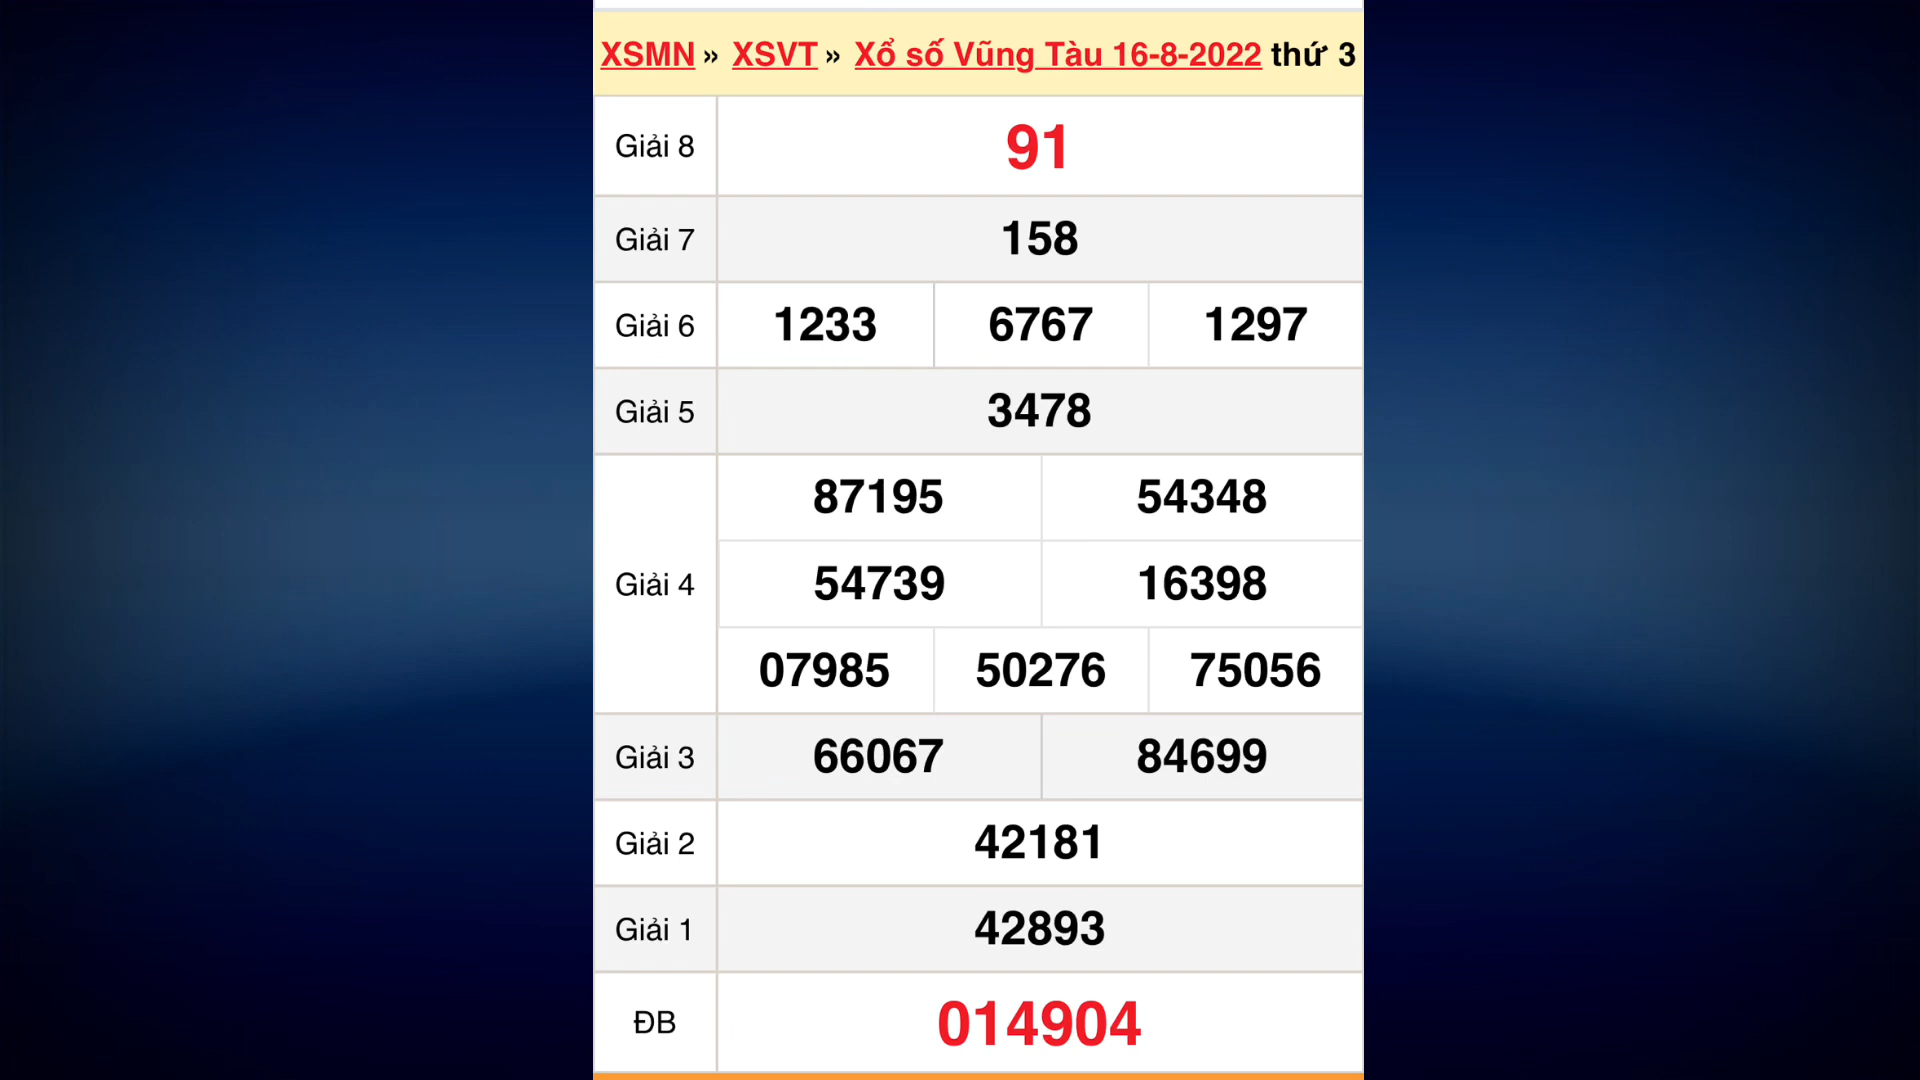 XSMN » XSVT » Xổ số Vũng Tàu 16-8-2022 thứ 3
Giải 8 91
Giải 7 158
Giải 6 1233 6767 1297
Giải 5 3478
87195 54348
Giải 4 54739 16398
07985 50276 75056
Giải 3 66067 84699
Giải 2 42181
Giải 1 42893
ĐB 014904